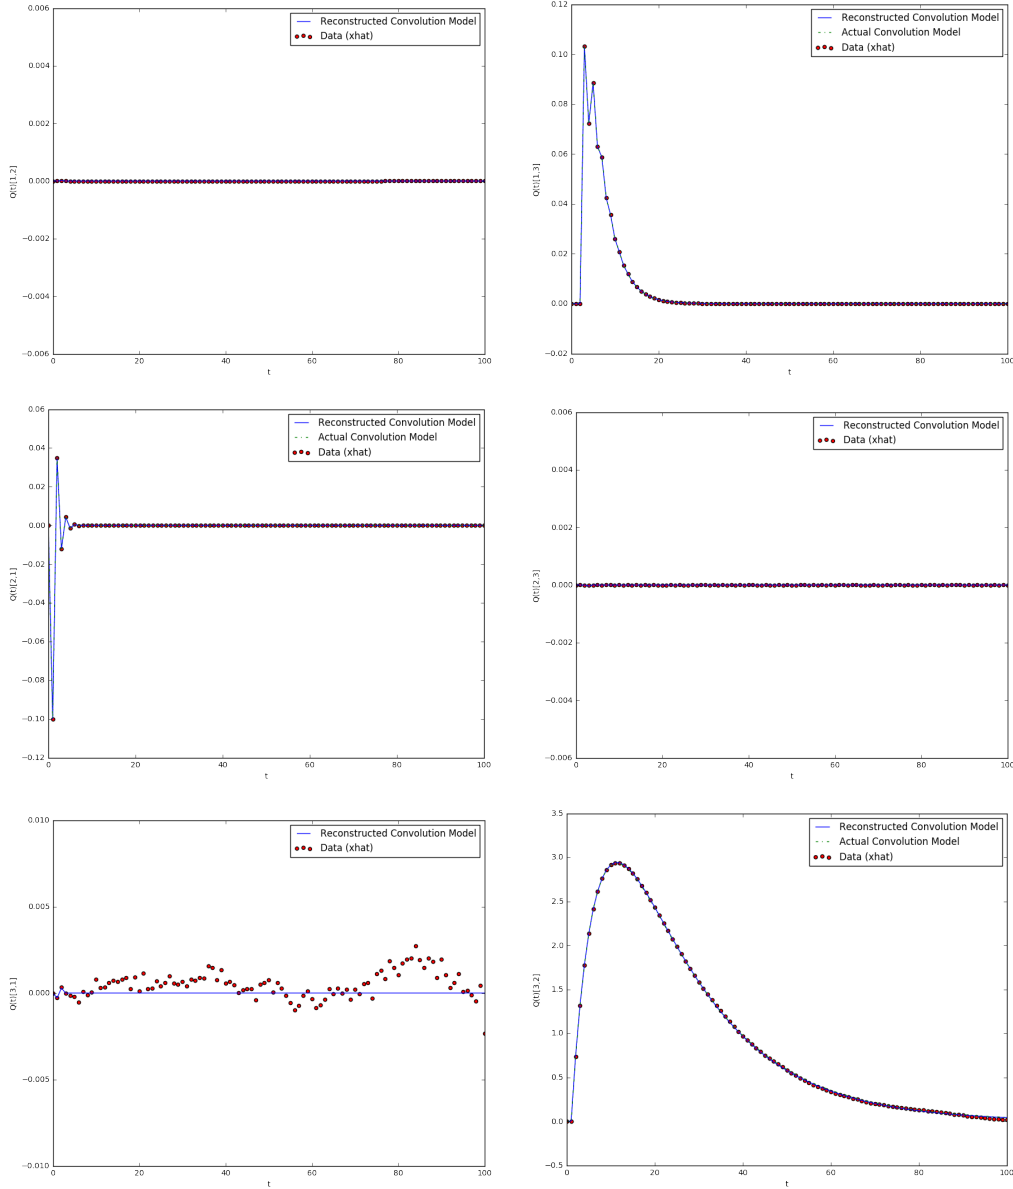 Reconstructed Convolution Model
Data (xhat)
0.006
0.004
0.002
0.000
−0.002
−0.004
−0.006
Q(t)[1,2]
0 20 40 60 80 100
t
Reconstructed Convolution Model
Actual Convolution Model
Data (xhat)
0.12
0.10
0.08
0.06
0.04
0.02
0.00
−0.02
Q(t)[1,3]
0 20 40 60 80 100
t
Reconstructed Convolution Model
Actual Convolution Model
Data (xhat)
0.06
0.04
0.02
0.00
−0.02
−0.04
−0.06
−0.08
−0.10
−0.12
Q(t)[2,1]
0 20 40 60 80 100
t
Reconstructed Convolution Model
Data (xhat)
0.006
0.004
0.002
0.000
−0.002
−0.004
−0.006
Q(t)[2,3]
0 20 40 60 80 100
t
Reconstructed Convolution Model
Data (xhat)
0.010
0.005
0.000
−0.005
−0.010
Q(t)[3,1]
0 20 40 60 80 100
t
Reconstructed Convolution Model
Actual Convolution Model
Data (xhat)
3.5
3.0
2.5
2.0
1.5
1.0
0.5
0.0
−0.5
Q(t)[3,2]
0 20 40 60 80 100
t